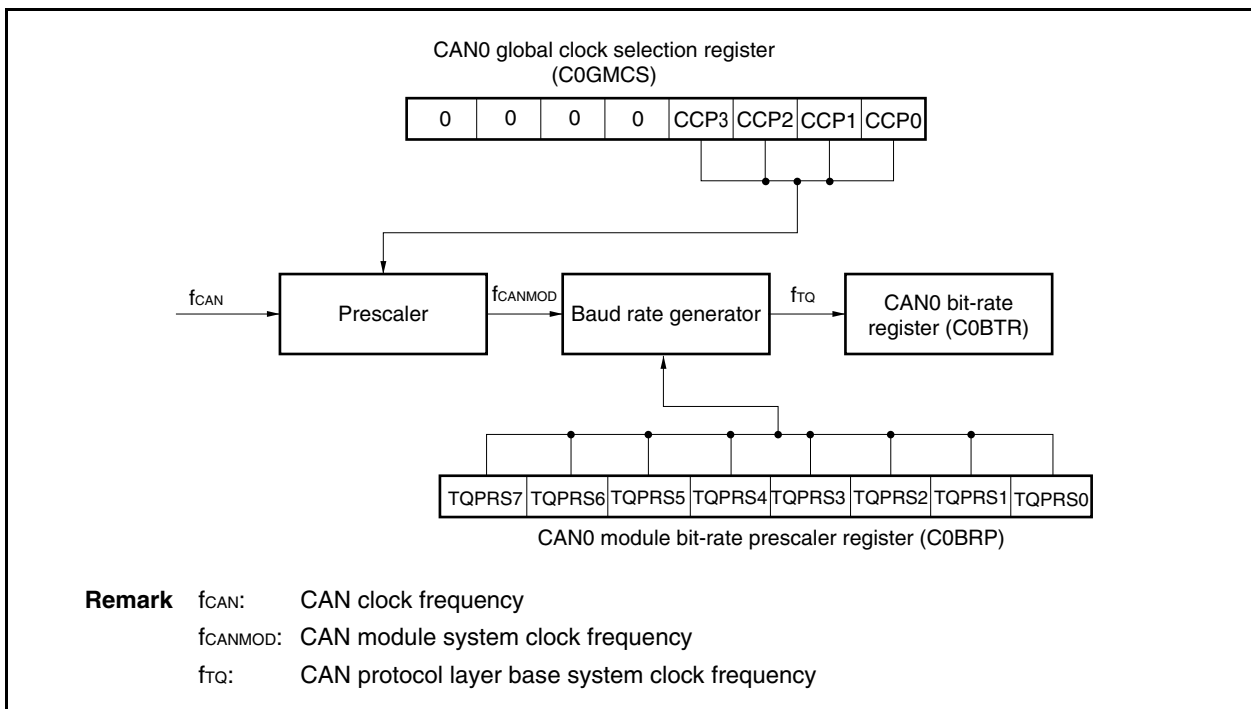 CAN0 global clock selection register
(C0GMCS)
0 0 0 0 CCP3 CCP2 CCP1 CCP0
fCAN
Prescaler
fCANMOD
Baud rate generator
fTQ
CAN0 bit-rate
register (C0BTR)
TQPRS7 TQPRS6 TQPRS5 TQPRS4 TQPRS3 TQPRS2 TQPRS1 TQPRS0
CAN0 module bit-rate prescaler register (C0BRP)
Remark fCAN: CAN clock frequency
fCANMOD: CAN module system clock frequency
fTQ: CAN protocol layer base system clock frequency